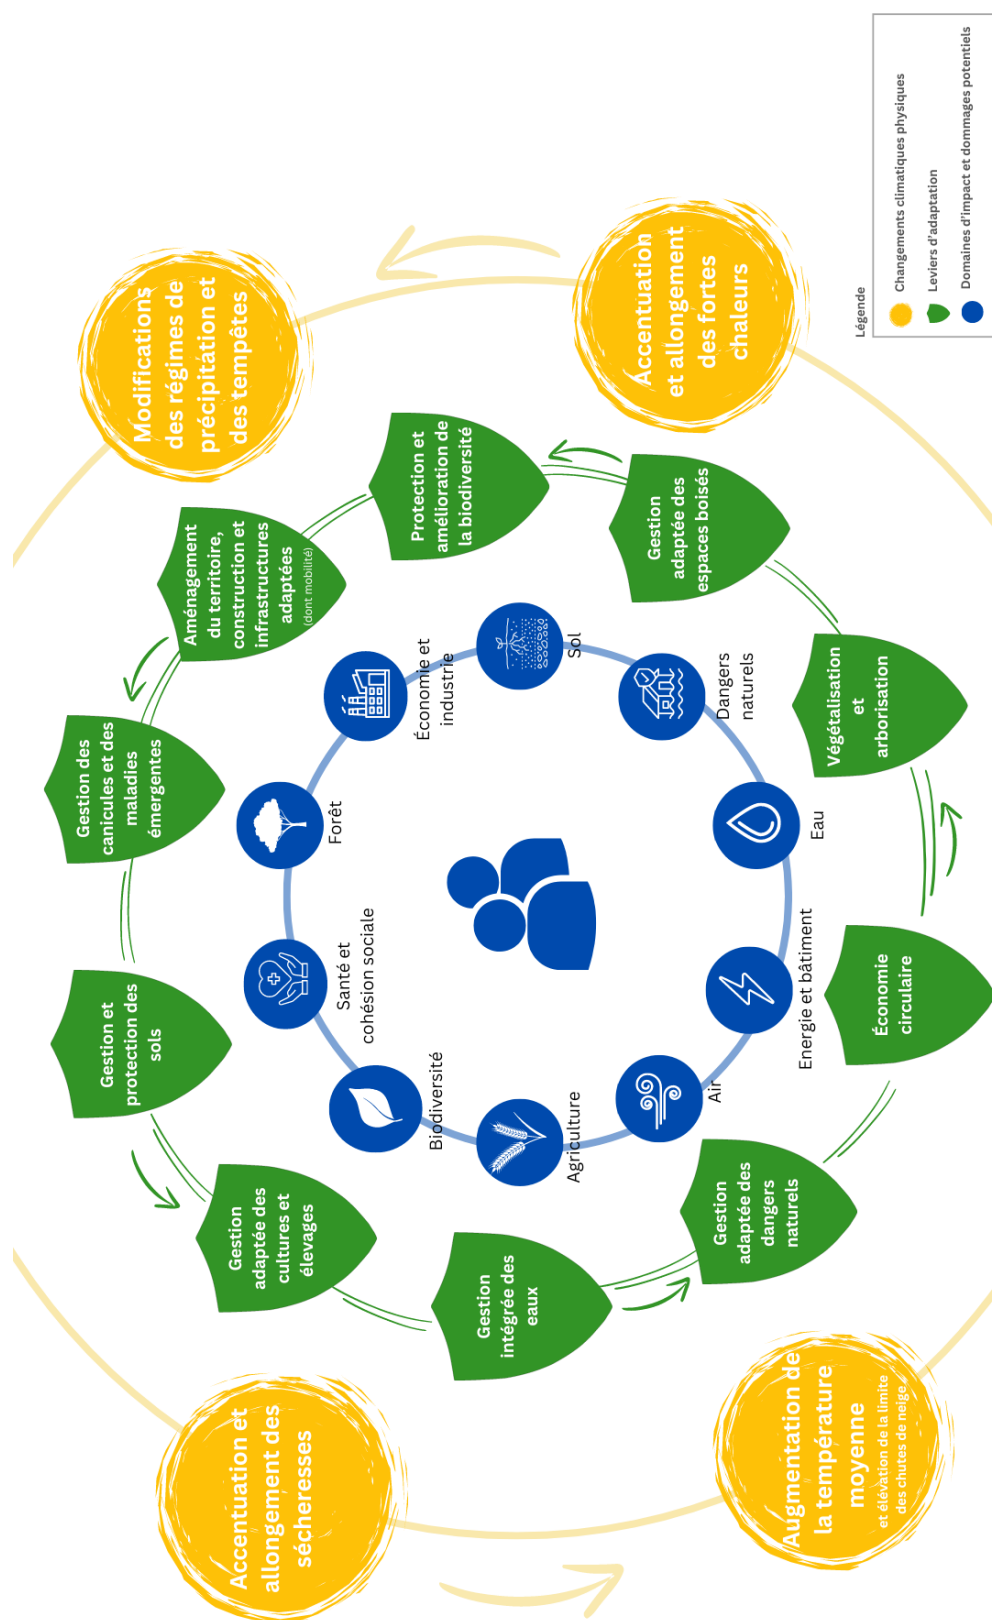 Accentuation et
allongement des
sécheresses
Modifications
des régimes de
précipitation et
des tempêtes
Gestion et
protection des
sols
Gestion des
canicules et des
maladies
émergentes
Aménagement
du territoire,
construction et
infrastructures
adaptées
(dont mobilité)
Gestion
adaptée des
cultures et
élevages
Protection et
amélioration de
la biodiversité
Gestion
intégrée des
eaux
Gestion
adaptée des
espaces boisés
Gestion
adaptée des
dangers
naturels
Végétalisation
et
arborisation
Économie
circulaire
Santé et
cohésion sociale
Forêt
Biodiversité
Économie et
industrie
Agriculture
Sol
Air
Dangers
naturels
Energie et bâtiment
Eau
Augmentation de
la température
moyenne
et élévation de la limite
des chutes de neige
Accentuation
et allongement
des fortes
chaleurs
Légende
Changements climatiques physiques
Leviers d'adaptation
Domaines d'impact et dommages potentiels